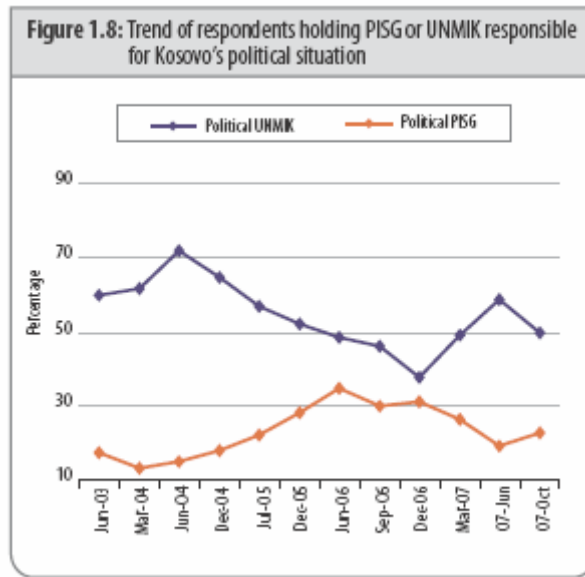 Figure 1.8: Trend of respondents holding PISG or UNMIK responsible
for Kosovo's political situation
Political UNMIK
Political PISG
Percentage
90
70
50
30
10
Jun-03
Mar-04
Jun-04
Dec-04
Jul-05
Dec-05
Jun-06
Sep-06
Dec-06
Mar-07
07-Jun
07-Oct